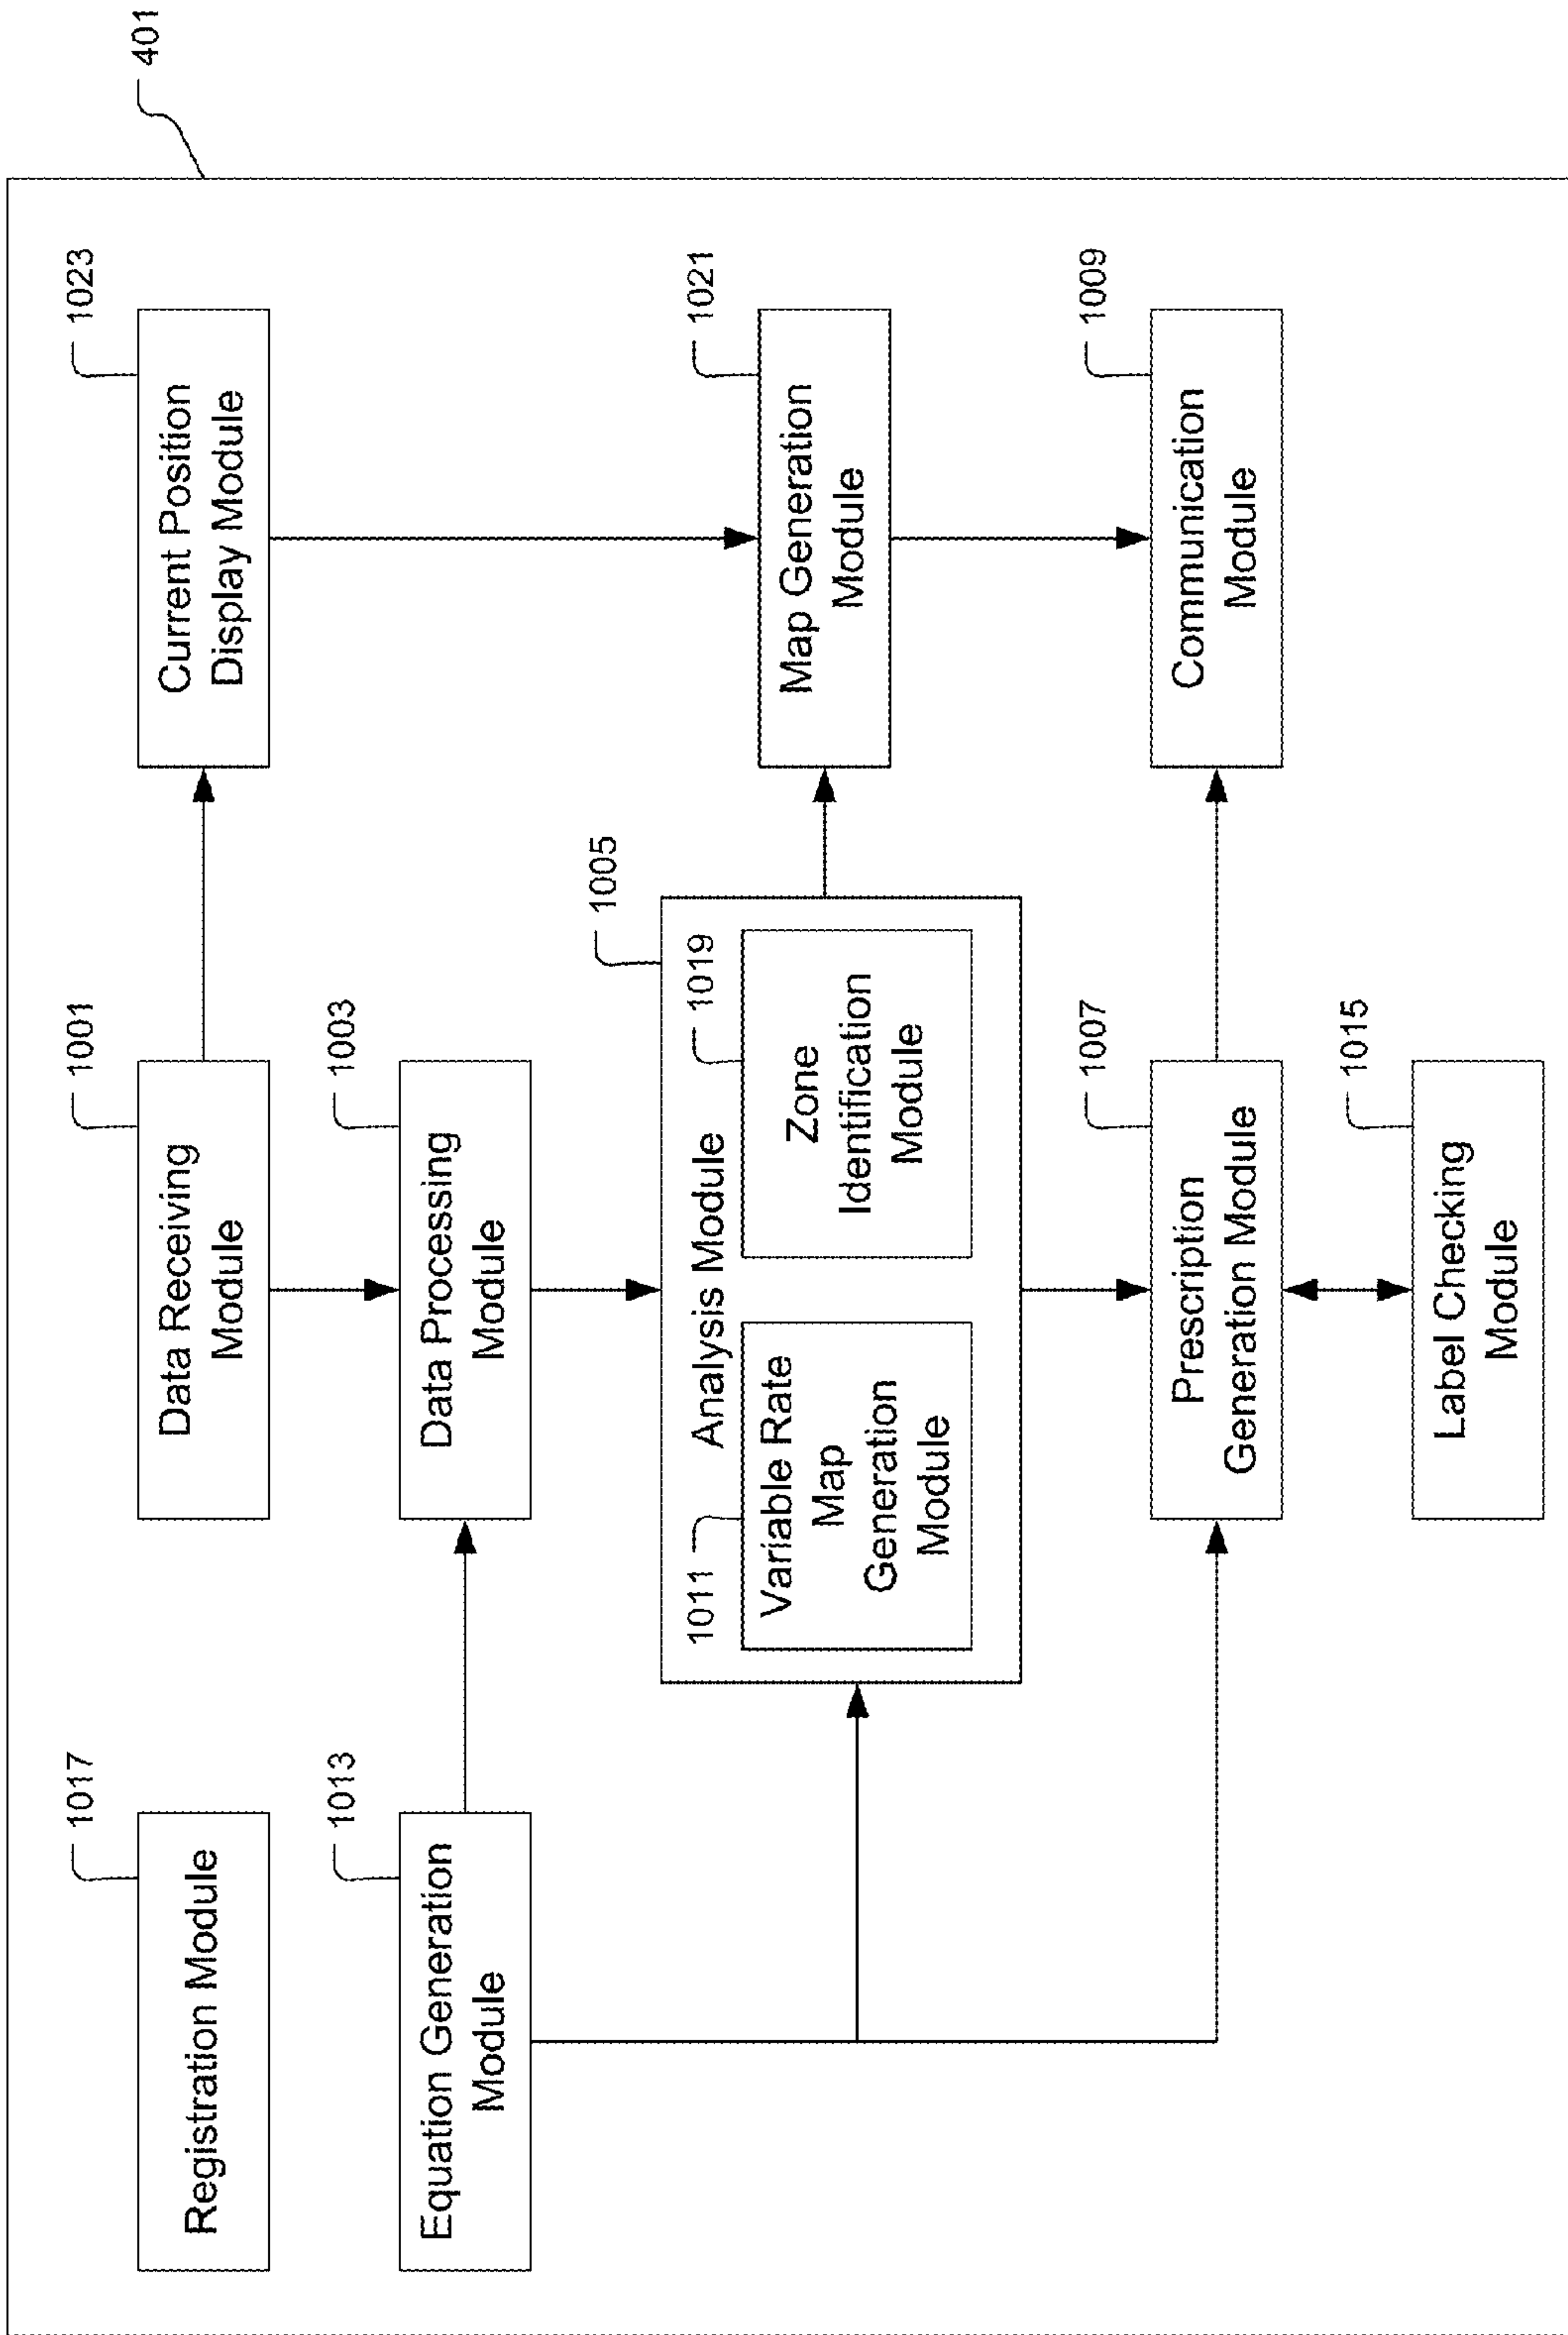 401
1017
Registration Module
1001
Data Receiving
Module
1023
Current Position
Display Module
1013
Equation Generation
Module
1003
Data Processing
Module
1005
Analysis Module
1011
Variable Rate
Map
Generation
Module
1019
Zone
Identification
Module
1021
Map Generation
Module
1007
Prescription
Generation Module
1009
Communication
Module
1015
Label Checking
Module